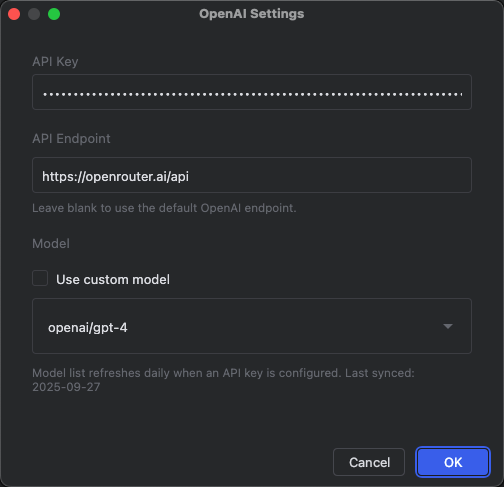 OpenAI Settings
API Key
••••••••••••••••••••••••••••••••••••••••••••••••••••••••••••••••••••••
API Endpoint
https://openrouter.ai/api
Leave blank to use the default OpenAI endpoint.
Model
Use custom model
openai/gpt-4
Model list refreshes daily when an API key is configured. Last synced:
2025-09-27
Cancel
OK